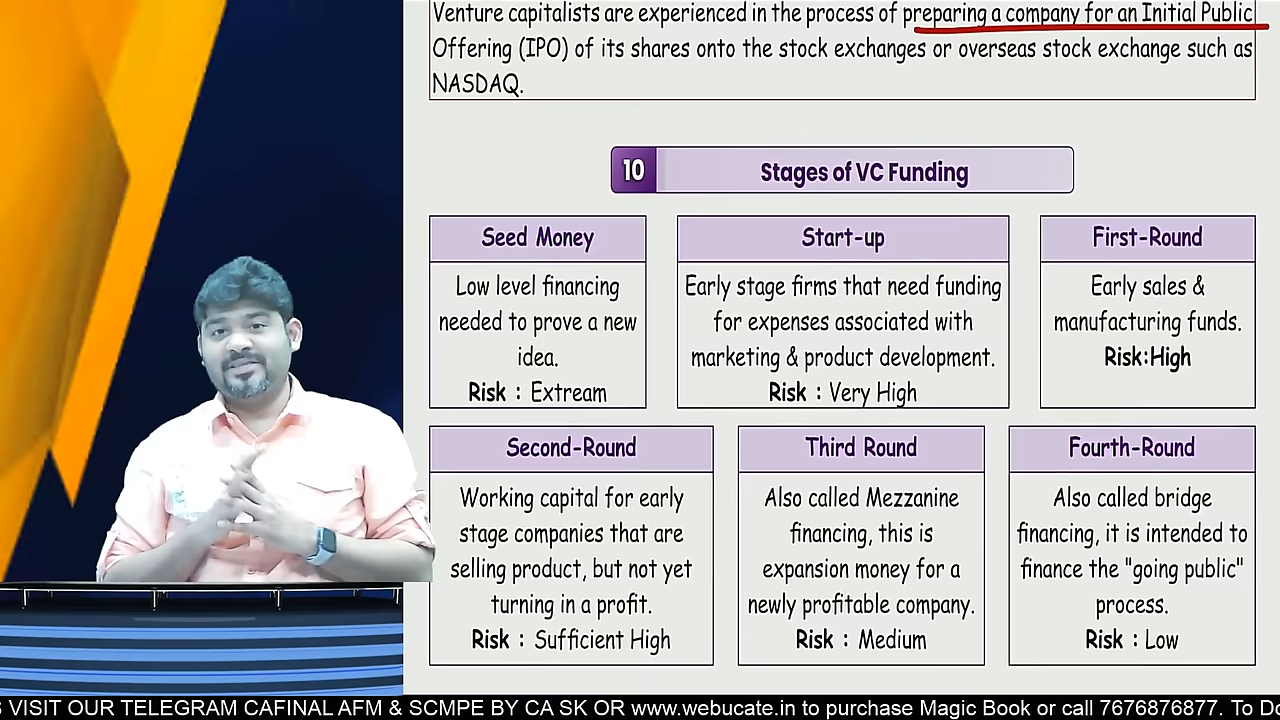 Venture capitalists are experienced in the process of preparing a company for an Initial Public
Offering (IPO) of its shares onto the stock exchanges or overseas stock exchange such as
NASDAQ.
10 Stages of VC Funding
Seed Money
Low level financing
needed to prove a new
idea.
Risk : Extream
Start-up
Early stage firms that need funding
for expenses associated with
marketing & product development.
Risk : Very High
First-Round
Early sales &
manufacturing funds.
Risk:High
Second-Round
Working capital for early
stage companies that are
selling product, but not yet
turning in a profit.
Risk : Sufficient High
Third Round
Also called Mezzanine
financing, this is
expansion money for a
newly profitable company.
Risk : Medium
Fourth-Round
Also called bridge
financing, it is intended to
finance the "going public"
process.
Risk : Low
S VISIT OUR TELEGRAM CAFINAL AFM & SCMPE BY CA SK OR www.webucate.in to purchase Magic Book or call 7676876877. To Do